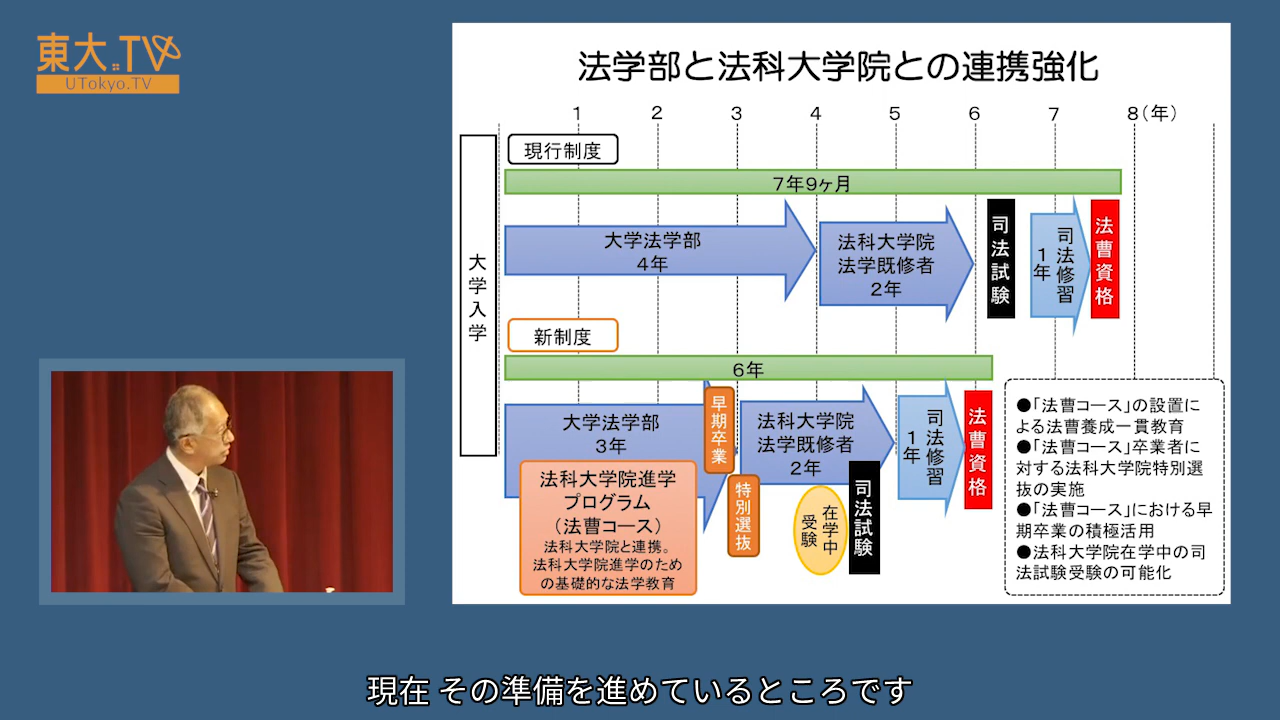 東大.TV
UTokyo.TV
法学部と法科大学院との連携強化
1 2 3 4 5 6 7 8(年)
現行制度
7年9ヶ月
大学入学
大学法学部
4年
法科大学院
法学既修者
2年
司法試験
司法修習
1年
法曹資格
新制度
6年
大学法学部
3年
早期卒業
法科大学院
法学既修者
2年
司法修習
1年
法曹資格
法科大学院進学
プログラム
(法曹コース)
法科大学院と連携。
法科大学院進学のため
の基礎的な法学教育
特別選抜
在学中
受験
司法試験
●「法曹コース」の設置に
よる法曹養成一貫教育
●「法曹コース」卒業者に
対する法科大学院特別選
抜の実施
●「法曹コース」における早
期卒業の積極活用
●法科大学院在学中の司
法試験受験の可能化
現在 その準備を進めているところです